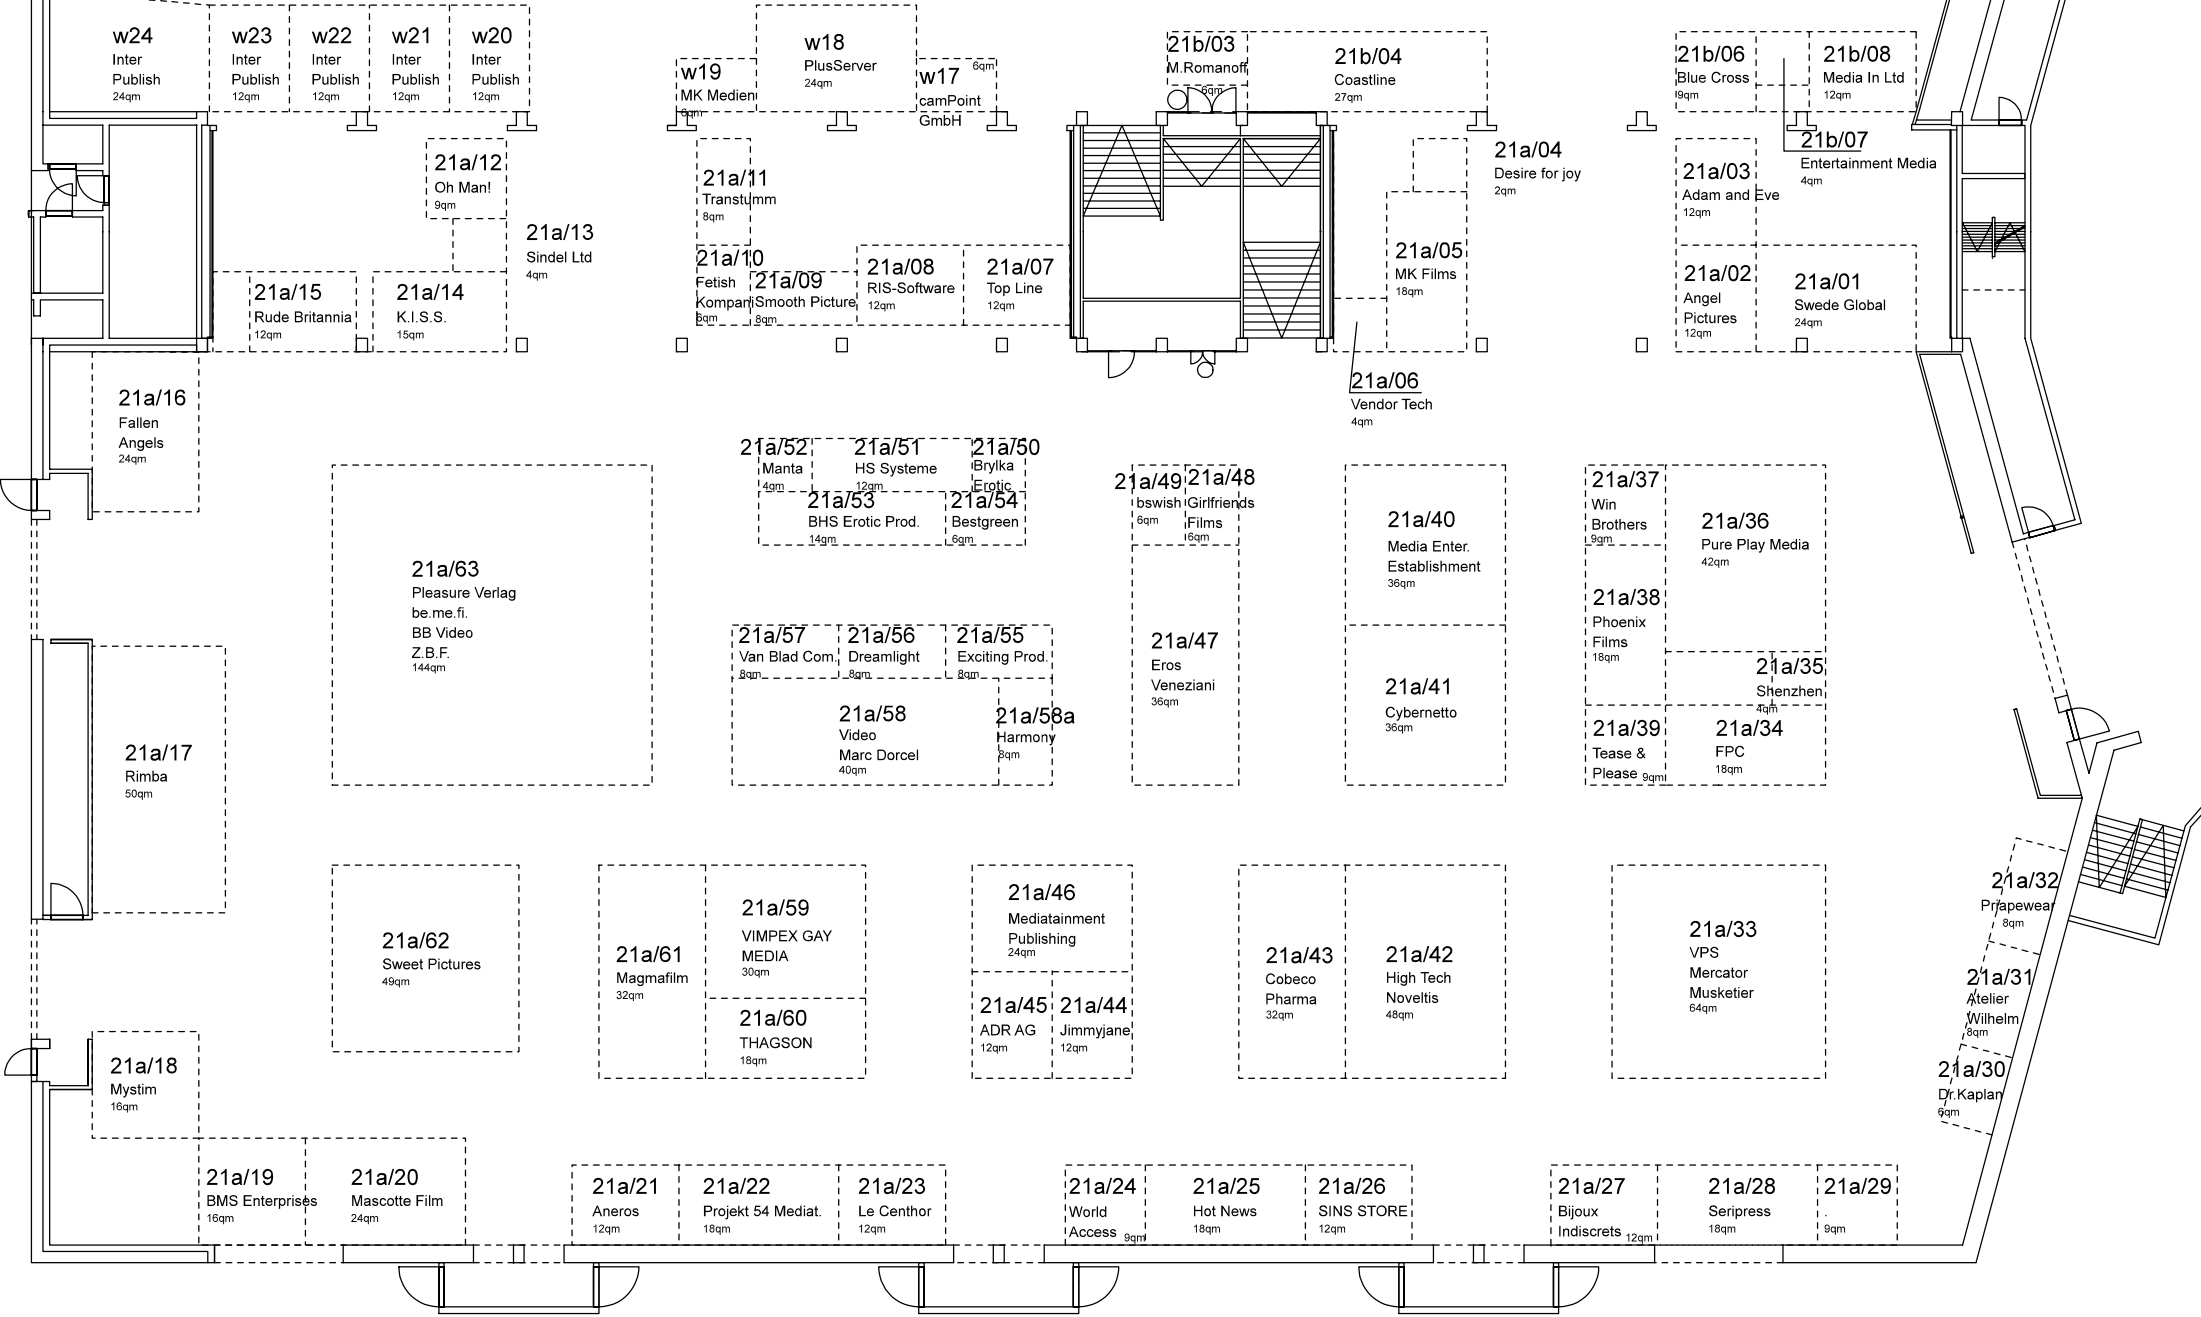 w24
Inter
Publish
24qm
w23
Inter
Publish
12qm
w22
Inter
Publish
12qm
w21
Inter
Publish
12qm
w20
Inter
Publish
12qm
w19
MK Medien
6qm
w18
PlusServer
24qm
w17
6qm
camPoint
GmbH
21b/03
M.Romanoff
6qm
21b/04
Coastline
27qm
21b/06
Blue Cross
9qm
21b/08
Media In Ltd
12qm
21b/07
Entertainment Media
4qm
21a/12
Oh Man!
9qm
21a/13
Sindel Ltd
4qm
21a/15
Rude Britannia
12qm
21a/14
K.I.S.S.
15qm
21a/11
Transtumm
8qm
21a/10
Fetish
Kompani
6qm
21a/09
Smooth Picture
8qm
21a/08
RIS-Software
12qm
21a/07
Top Line
12qm
21a/04
Desire for joy
2qm
21a/05
MK Films
18qm
21a/06
Vendor Tech
4qm
21a/03
Adam and Eve
12qm
21a/02
Angel
Pictures
12qm
21a/01
Swede Global
24qm
21a/16
Fallen
Angels
24qm
21a/63
Pleasure Verlag
be.me.fi.
BB Video
Z.B.F.
144qm
21a/52
Manta
4qm
21a/51
HS Systeme
12qm
21a/50
Brylka
Erotic
21a/53
BHS Erotic Prod.
14qm
21a/54
Bestgreen
6qm
21a/49
bswish
6qm
21a/48
Girlfriends
Films
6qm
21a/40
Media Enter.
Establishment
36qm
21a/37
Win
Brothers
9qm
21a/36
Pure Play Media
42qm
21a/38
Phoenix
Films
18qm
21a/35
Shenzhen
4qm
21a/39
Tease &
Please 9qm
21a/34
FPC
18qm
21a/57
Van Blad Com.
8qm
21a/56
Dreamlight
8qm
21a/55
Exciting Prod.
8qm
21a/58
Video
Marc Dorcel
40qm
21a/58a
Harmony
8qm
21a/47
Eros
Veneziani
36qm
21a/41
Cybernetto
36qm
21a/17
Rimba
50qm
21a/62
Sweet Pictures
49qm
21a/61
Magmafilm
32qm
21a/59
VIMPEX GAY
MEDIA
30qm
21a/60
THAGSON
18qm
21a/46
Mediatainment
Publishing
24qm
21a/45
ADR AG
12qm
21a/44
Jimmyjane
12qm
21a/43
Cobeco
Pharma
32qm
21a/42
High Tech
Noveltis
48qm
21a/33
VPS
Mercator
Musketier
64qm
21a/32
Priapewear
8qm
21a/31
Atelier
Wilhelm
8qm
21a/30
Dr.Kaplan
6qm
21a/18
Mystim
16qm
21a/19
BMS Enterprises
16qm
21a/20
Mascotte Film
24qm
21a/21
Aneros
12qm
21a/22
Projekt 54 Mediat.
18qm
21a/23
Le Centhor
12qm
21a/24
World
Access 9qm
21a/25
Hot News
18qm
21a/26
SINS STORE
12qm
21a/27
Bijoux
Indiscrets 12qm
21a/28
Seripress
18qm
21a/29
.
9qm